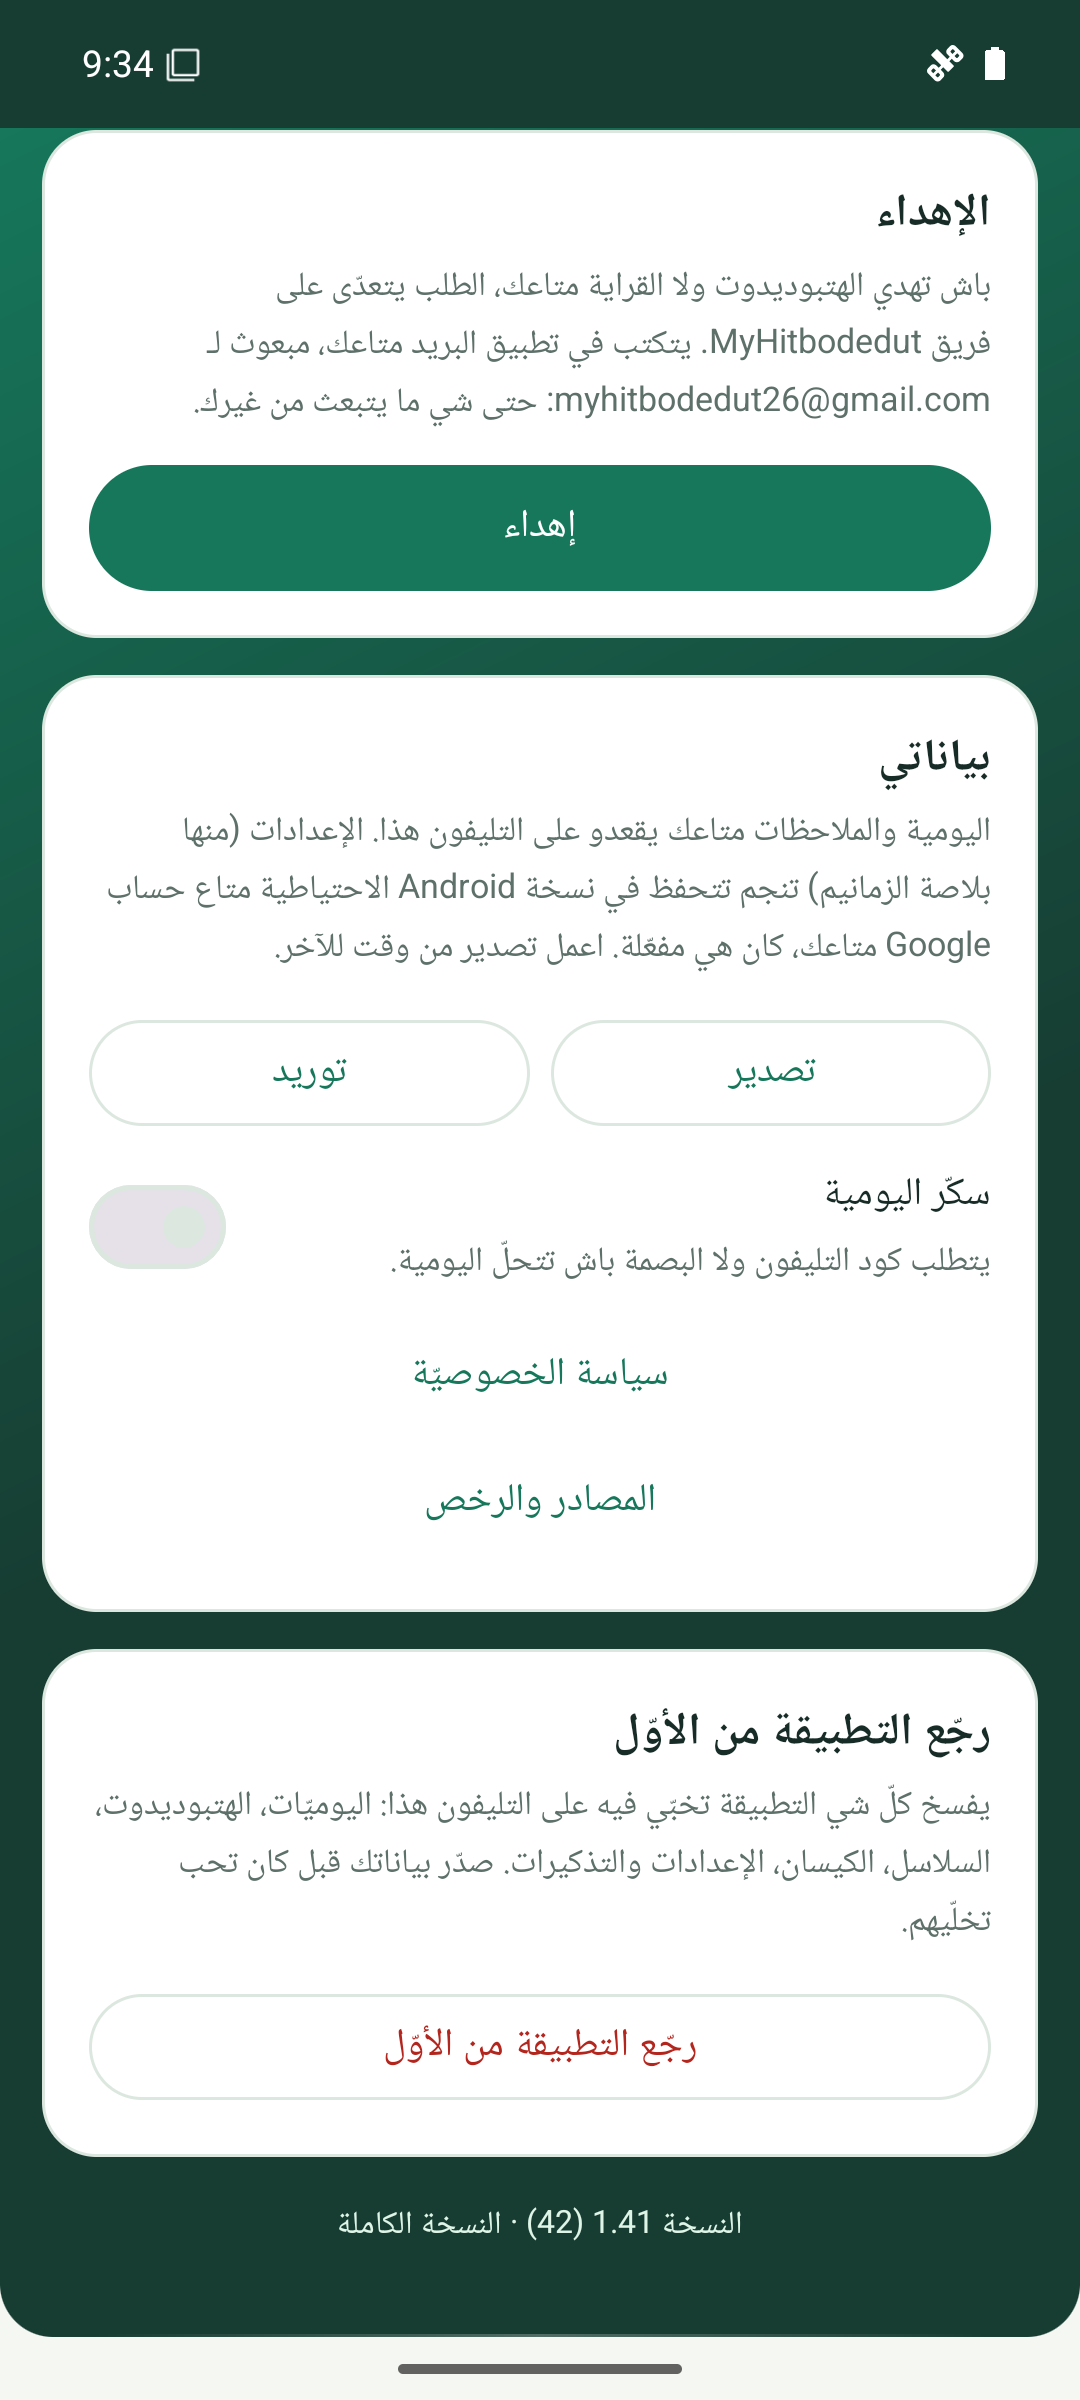 9:34
الإهداء
باش تهدي الهتبوديدوت ولا القراية متاعك، الطلب يتعدّى على
فريق MyHitbodedut. يتكتب في تطبيق البريد متاعك، مبعوث لـ
myhitbodedut26@gmail.com: حتى شي ما يتبعث من غيرك.
إهداء
بياناتي
اليومية والملاحظات متاعك يقعدو على التليفون هذا. الإعدادات (منها
بلاصة الزمانيم) تنجم تتحفظ في نسخة Android الاحتياطية متاع حساب
Google متاعك، كان هي مفعّلة. اعمل تصدير من وقت للآخر.
تصدير
توريد
سكّر اليومية
يتطلب كود التليفون ولا البصمة باش تتحلّ اليومية.
سياسة الخصوصيّة
المصادر والرخص
رجّع التطبيقة من الأوّل
يفسخ كلّ شي التطبيقة تخبّي فيه على التليفون هذا: اليوميّات، الهتبوديدوت،
السلاسل، الكيسان، الإعدادات والتذكيرات. صدّر بياناتك قبل كان تحب
تخلّيهم.
رجّع التطبيقة من الأوّل
النسخة 1.41 (42) · النسخة الكاملة